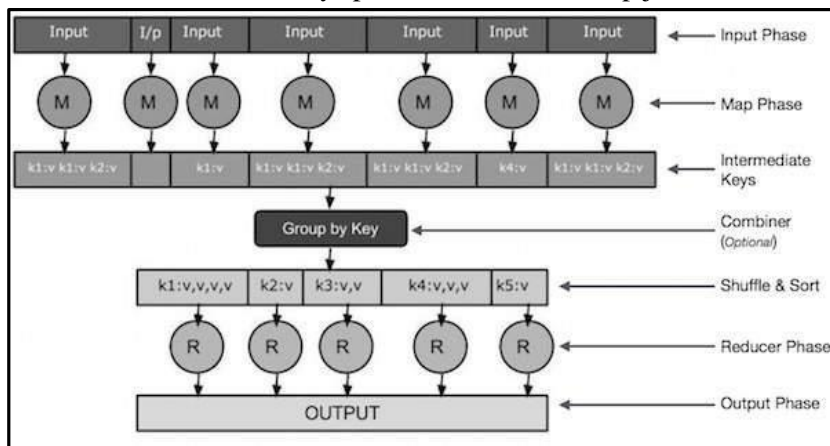 Input I/p Input Input Input Input Input Input Phase
M M M M M M M Map Phase
k1:v k1:v k2:v k1:v k1:v k1:v k2:v k1:v k1:v k2:v k4:v k1:v k1:v k2:v Intermediate
Keys
Group by Key Combiner
(Optional)
k1:v,v,v,v k2:v k3:v,v k4:v,v,v k5:v Shuffle & Sort
R R R R R Reducer Phase
OUTPUT Output Phase